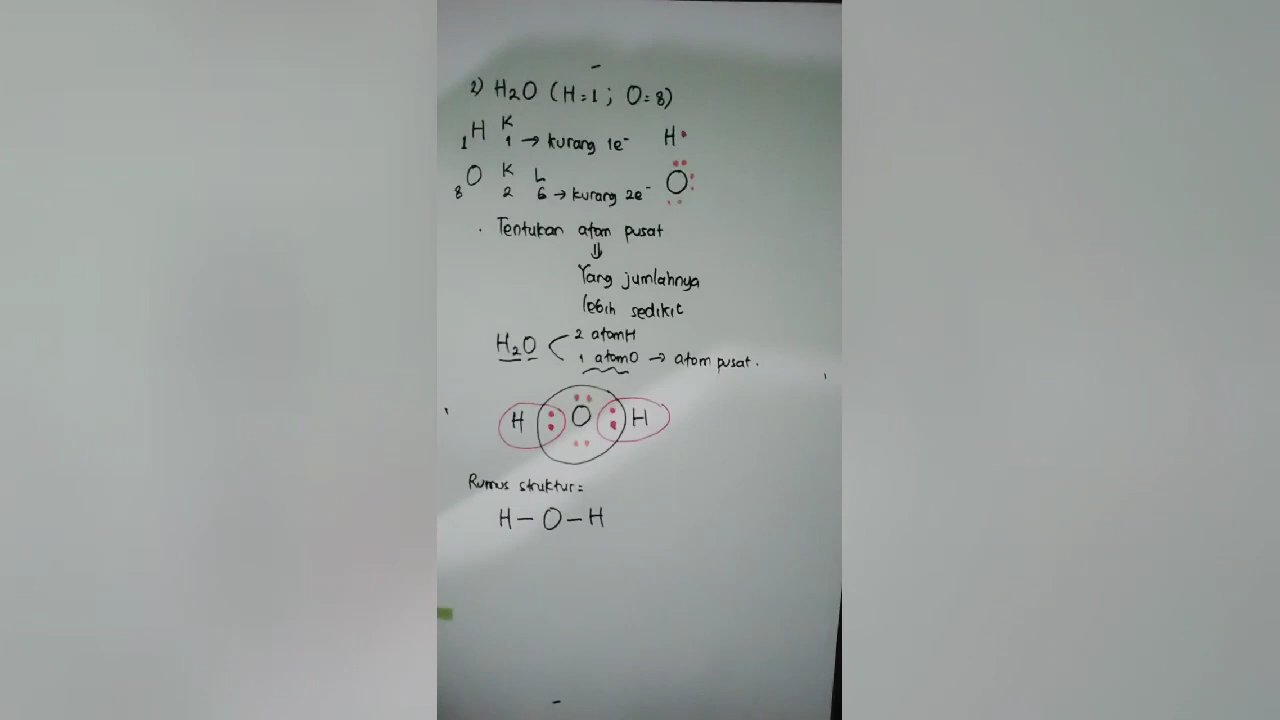 2) H₂O (H=1 ; O=8)
₁H K 1 → kurang 1e⁻ H
₈O K 2 L 6 → kurang 2e⁻ O
. Tentukan atom pusat
⇓
Yang jumlahnya
lebih sedikit
H₂O < 2 atom H
1 atom O → atom pusat.
H : O : H
Rumus struktur =
H – O – H